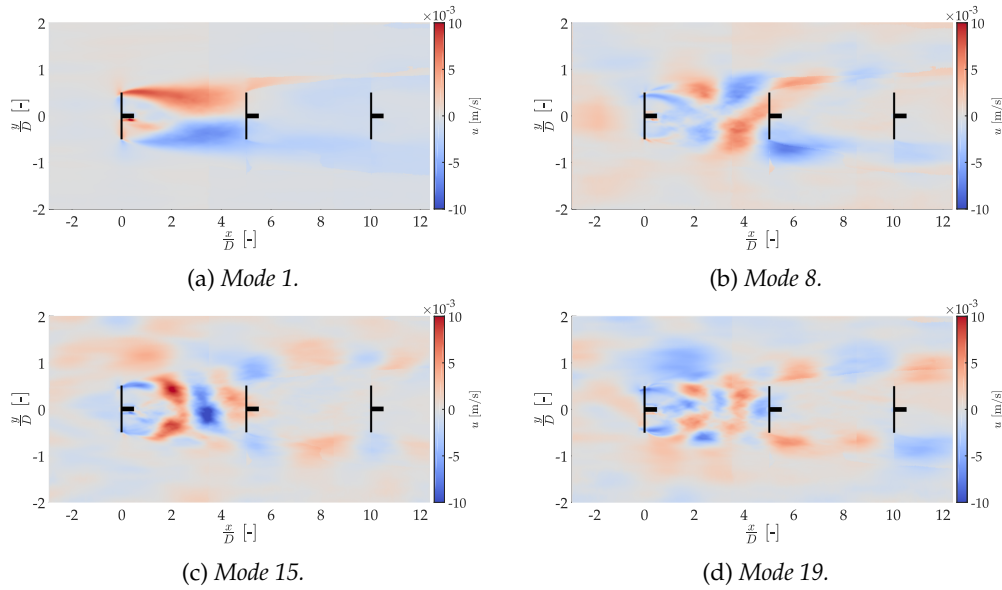 ×10⁻³ ×10⁻³
2 10 2 10
1 5 1 5
y/D [-] 0 0 u [m/s] y/D [-] 0 0 u [m/s]
-1 -5 -1 -5
-2 -10 -2 -10
-2 0 2 4 6 8 10 12 -2 0 2 4 6 8 10 12
x/D [-] x/D [-]
(a) Mode 1. (b) Mode 8.
×10⁻³ ×10⁻³
2 10 2 10
1 5 1 5
y/D [-] 0 0 u [m/s] y/D [-] 0 0 u [m/s]
-1 -5 -1 -5
-2 -10 -2 -10
-2 0 2 4 6 8 10 12 -2 0 2 4 6 8 10 12
x/D [-] x/D [-]
(c) Mode 15. (d) Mode 19.